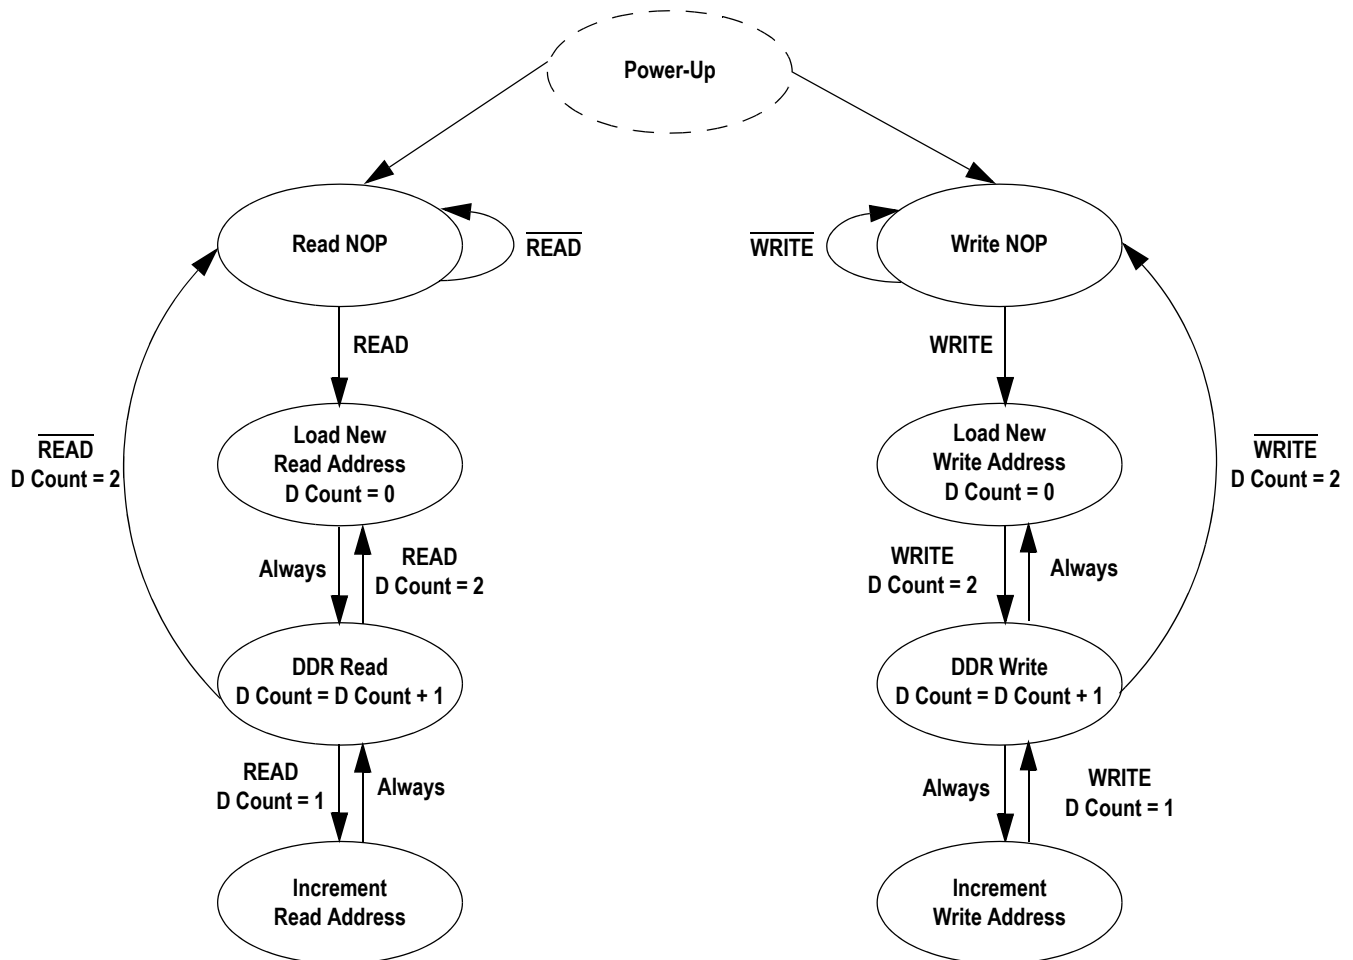 Power-Up
Read NOP
READ
WRITE
Write NOP
READ
WRITE
Load New
Read Address
D Count = 0
Load New
Write Address
D Count = 0
READ
D Count = 2
WRITE
D Count = 2
Always
READ
D Count = 2
WRITE
D Count = 2
Always
DDR Read
D Count = D Count + 1
DDR Write
D Count = D Count + 1
READ
D Count = 1
Always
Always
WRITE
D Count = 1
Increment
Read Address
Increment
Write Address